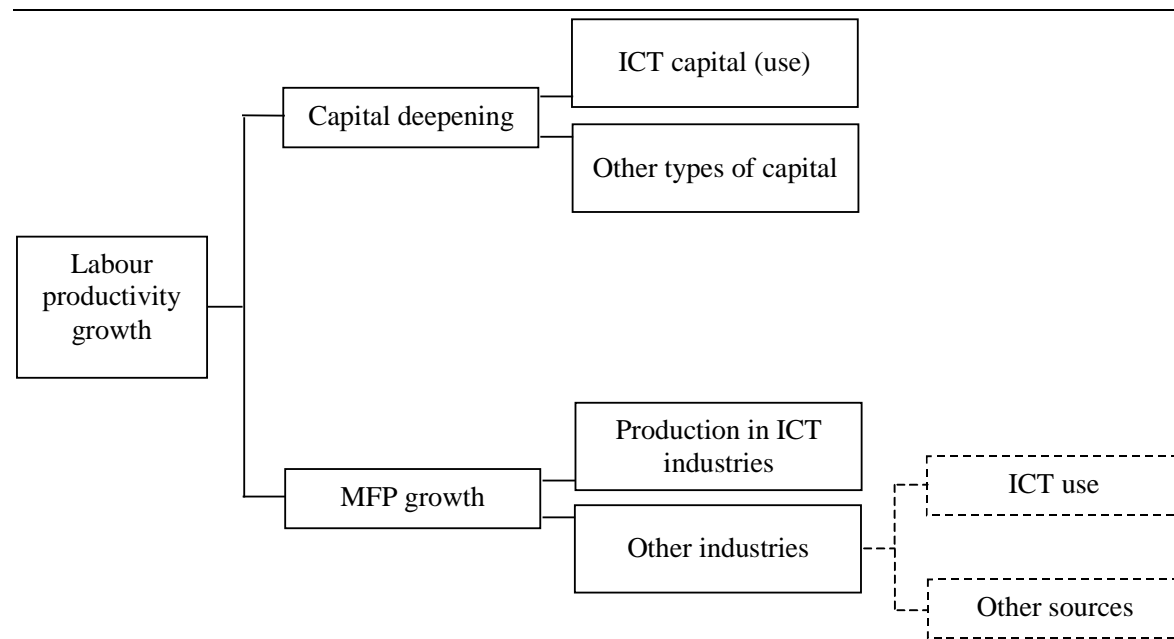 ICT capital (use)
Capital deepening
Other types of capital
Labour
productivity
growth
Production in ICT
industries
MFP growth
ICT use
Other industries
Other sources